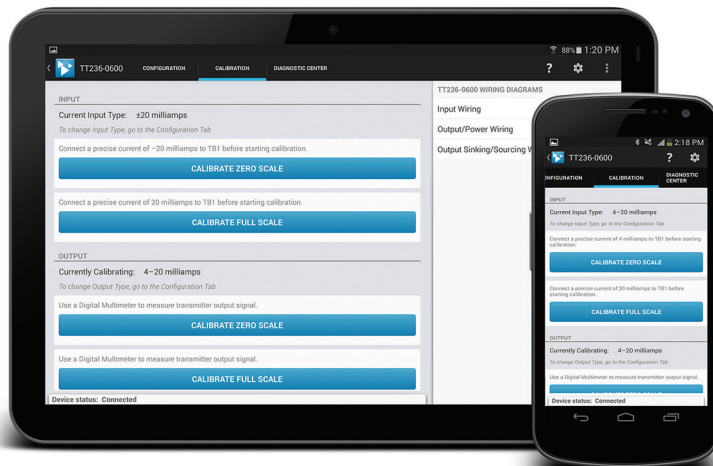 88% 1:20 PM
TT236-0600 CONFIGURATION CALIBRATION DIAGNOSTIC CENTER ?
INPUT
Current Input Type: ±20 milliamps
To change Input Type, go to the Configuration Tab
Connect a precise current of −20 milliamps to TB1 before starting calibration.
CALIBRATE ZERO SCALE
Connect a precise current of 20 milliamps to TB1 before starting calibration.
CALIBRATE FULL SCALE
OUTPUT
Currently Calibrating: 4–20 milliamps
To change Output Type, go to the Configuration Tab
Use a Digital Multimeter to measure transmitter output signal.
CALIBRATE ZERO SCALE
Use a Digital Multimeter to measure transmitter output signal.
CALIBRATE FULL SCALE
Device status: Connected
TT236-0600 WIRING DIAGRAMS
Input Wiring
Output/Power Wiring
Output Sinking/Sourcing W
2:18 PM
TT236-0600 ?
ONFIGURATION CALIBRATION DIAGNOSTIC
CENTER
INPUT
Current Input Type: 4–20 milliamps
To change Input Type, go to the Configuration Tab
Connect a precise current of 4 milliamps to TB1 before starting
calibration.
CALIBRATE ZERO SCALE
Connect a precise current of 20 milliamps to TB1 before
starting calibration.
CALIBRATE FULL SCALE
OUTPUT
Currently Calibrating: 4–20 milliamps
To change Output Type, go to the Configuration Tab
Use a Digital Multimeter to measure transmitter output signal.
Device status: Connected